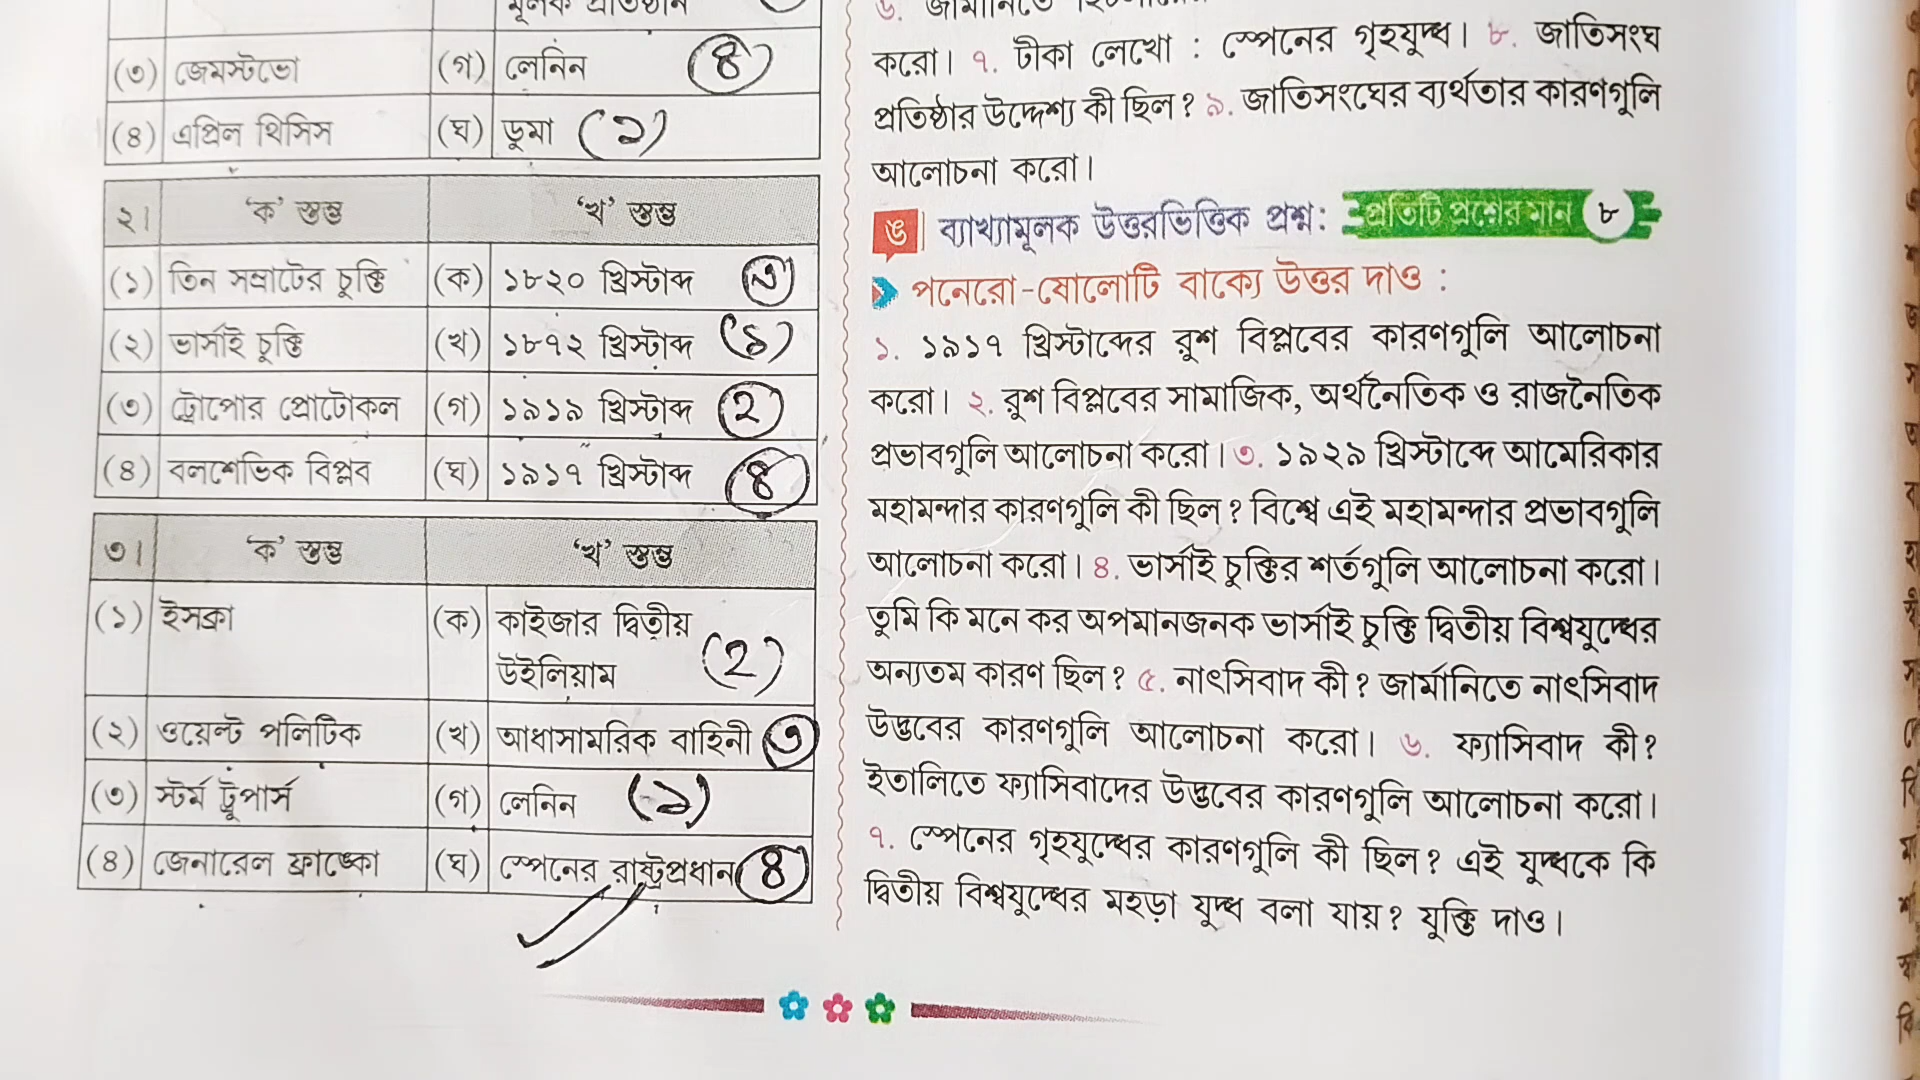 (৩) জেমস্টভো (গ) লেনিন (৪)
(৪) এপ্রিল থিসিস (ঘ) ডুমা (১)
২। 'ক' স্তম্ভ 'খ' স্তম্ভ
(১) তিন সম্রাটের চুক্তি (ক) ১৮২০ খ্রিস্টাব্দ (৩)
(২) ভার্সাই চুক্তি (খ) ১৮৭২ খ্রিস্টাব্দ (১)
(৩) ট্রোপোর প্রোটোকল (গ) ১৯১৯ খ্রিস্টাব্দ (২)
(৪) বলশেভিক বিপ্লব (ঘ) ১৯১৭ খ্রিস্টাব্দ (৪)
৩। 'ক' স্তম্ভ 'খ' স্তম্ভ
(১) ইসক্রা (ক) কাইজার দ্বিতীয়
উইলিয়াম (২)
(২) ওয়েল্ট পলিটিক (খ) আধাসামরিক বাহিনী (৩)
(৩) স্টর্ম ট্রুপার্স (গ) লেনিন (১)
(৪) জেনারেল ফ্রাঙ্কো (ঘ) স্পেনের রাষ্ট্রপ্রধান (৪)
করো। ৭. টীকা লেখো : স্পেনের গৃহযুদ্ধ। ৮. জাতিসংঘ
প্রতিষ্ঠার উদ্দেশ্য কী ছিল? ৯. জাতিসংঘের ব্যর্থতার কারণগুলি
আলোচনা করো।
ঙ ব্যাখ্যামূলক উত্তরভিত্তিক প্রশ্ন: প্রতিটি প্রশ্নের মান ৮
পনেরো-ষোলোটি বাক্যে উত্তর দাও :
১. ১৯১৭ খ্রিস্টাব্দের রুশ বিপ্লবের কারণগুলি আলোচনা
করো। ২. রুশ বিপ্লবের সামাজিক, অর্থনৈতিক ও রাজনৈতিক
প্রভাবগুলি আলোচনা করো। ৩. ১৯২৯ খ্রিস্টাব্দে আমেরিকার
মহামন্দার কারণগুলি কী ছিল? বিশ্বে এই মহামন্দার প্রভাবগুলি
আলোচনা করো। ৪. ভার্সাই চুক্তির শর্তগুলি আলোচনা করো।
তুমি কি মনে কর অপমানজনক ভার্সাই চুক্তি দ্বিতীয় বিশ্বযুদ্ধের
অন্যতম কারণ ছিল? ৫. নাৎসিবাদ কী? জার্মানিতে নাৎসিবাদ
উদ্ভবের কারণগুলি আলোচনা করো। ৬. ফ্যাসিবাদ কী?
ইতালিতে ফ্যাসিবাদের উদ্ভবের কারণগুলি আলোচনা করো।
৭. স্পেনের গৃহযুদ্ধের কারণগুলি কী ছিল? এই যুদ্ধকে কি
দ্বিতীয় বিশ্বযুদ্ধের মহড়া যুদ্ধ বলা যায়? যুক্তি দাও।